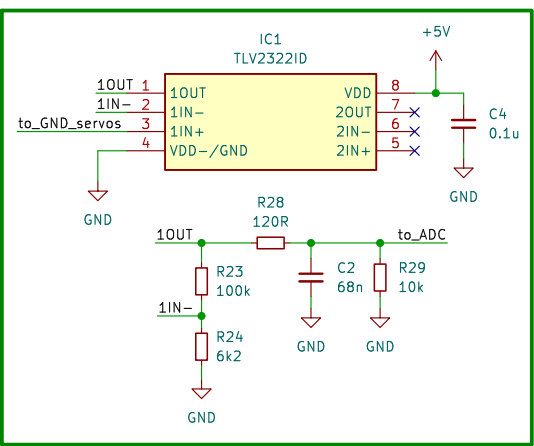 +5V
IC1
TLV2322ID
1OUT 1 1OUT VDD 8
1IN- 2 1IN- 2OUT 7
to_GND_servos 3 1IN+ 2IN- 6
4 VDD-/GND 2IN+ 5
C4
0.1u
GND
GND
R28
120R
1OUT
to_ADC
R23
100k
C2
68n
R29
10k
1IN-
R24
6k2
GND
GND
GND